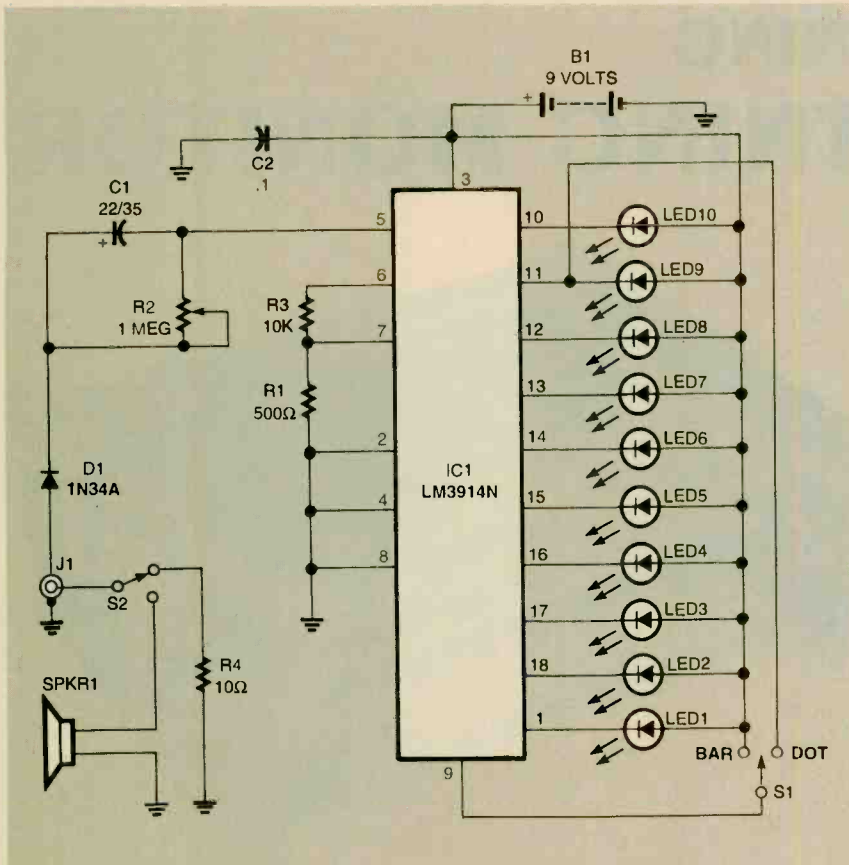 B1
9 VOLTS
+
C2
.1
C1
22/35
+
3
5
10
LED10
6
11
LED9
R2
1 MEG
R3
10K
7
12
LED8
R1
500Ω
13
LED7
2
14
LED6
D1
1N34A
IC1
LM3914N
15
LED5
4
J1
8
16
LED4
S2
17
LED3
SPKR1
R4
10Ω
18
LED2
1
LED1
BAR
DOT
9
S1